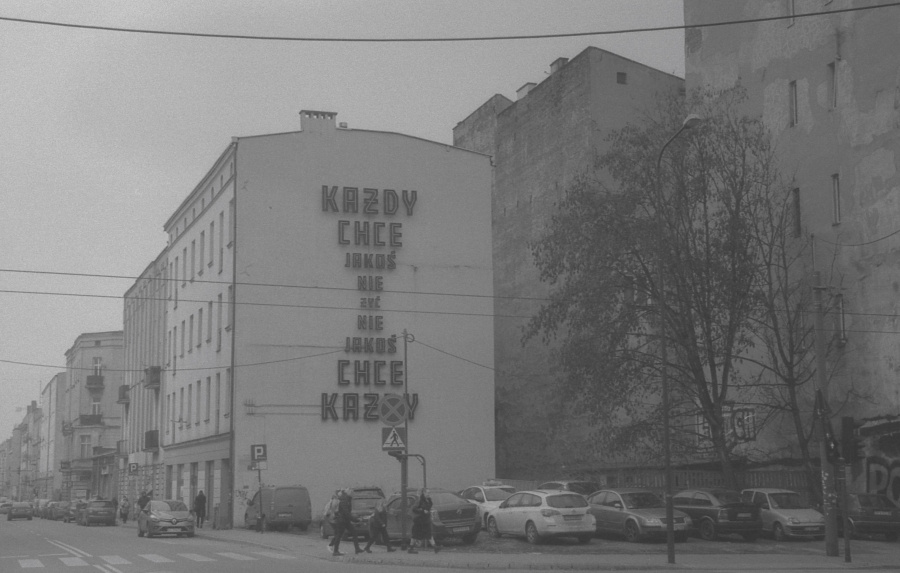 KAŻDY
CHCE
JAKOŚ
NIE
ŻYĆ
NIE
JAKOŚ
CHCE
KAŻDY
P
P